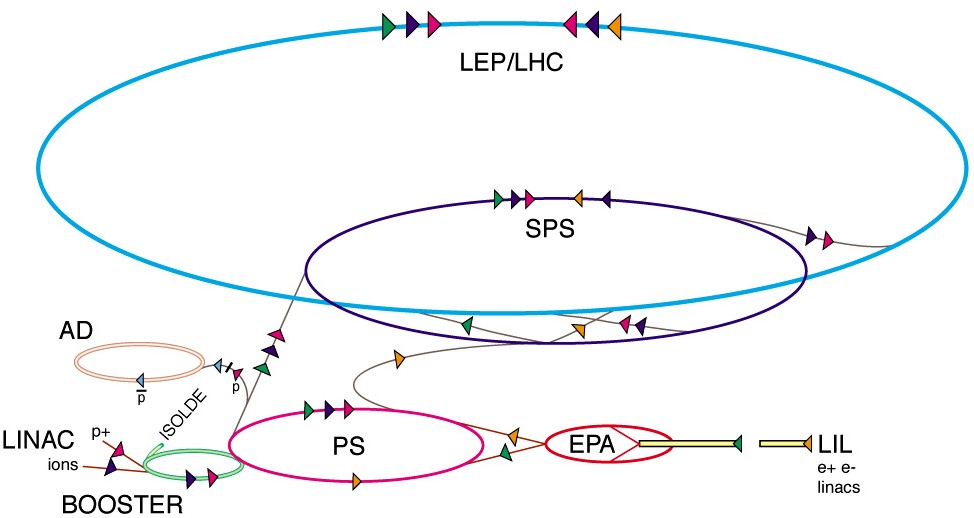 LEP/LHC
SPS
AD
p
p̅
ISOLDE
LINAC
p+
ions
BOOSTER
PS
EPA
LIL
e+ e-
linacs